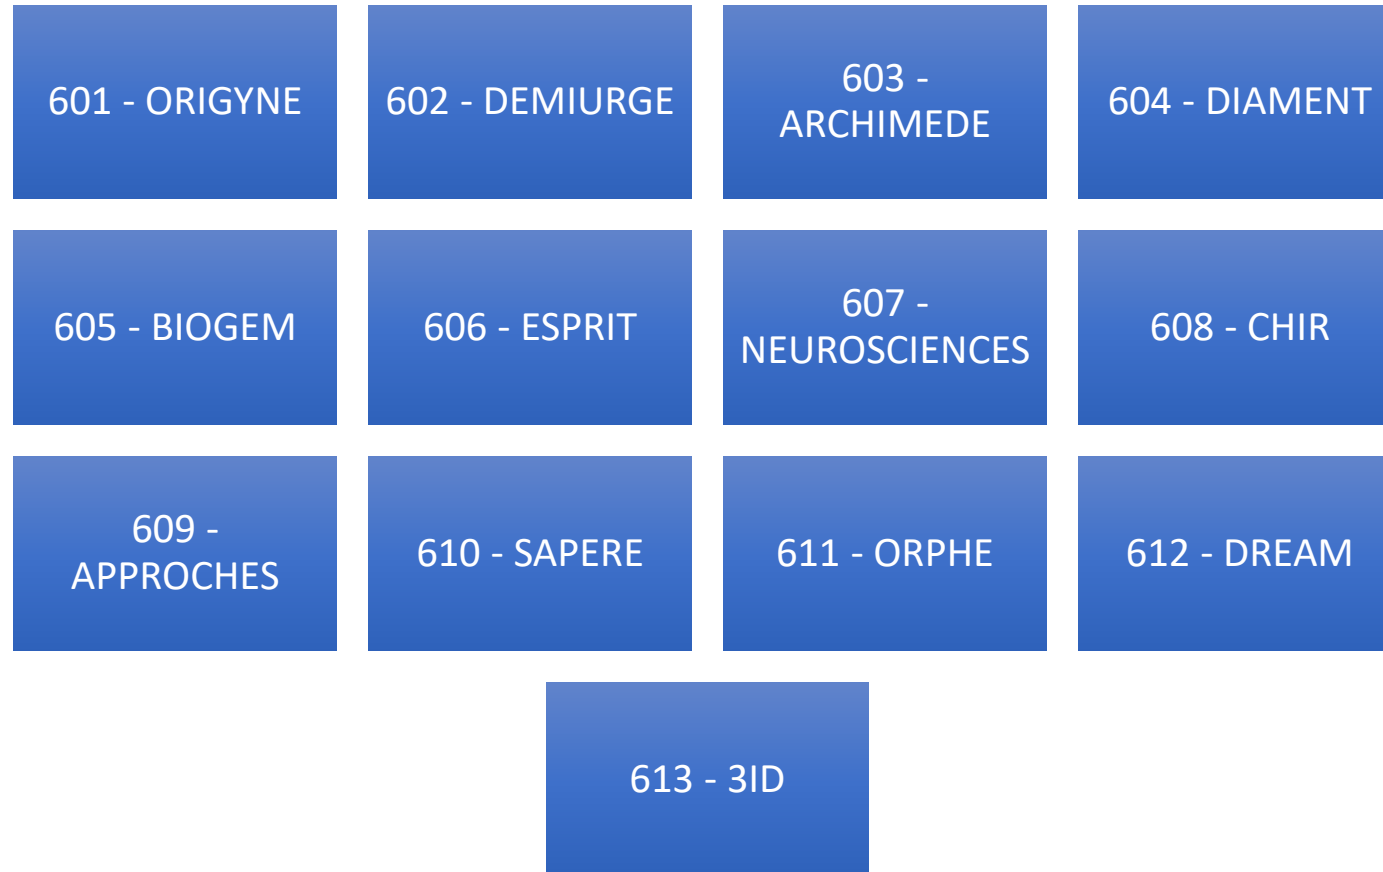 601 - ORIGYNE
602 - DEMIURGE
603 -
ARCHIMEDE
604 - DIAMENT
605 - BIOGEM
606 - ESPRIT
607 -
NEUROSCIENCES
608 - CHIR
609 -
APPROCHES
610 - SAPERE
611 - ORPHE
612 - DREAM
613 - 3ID